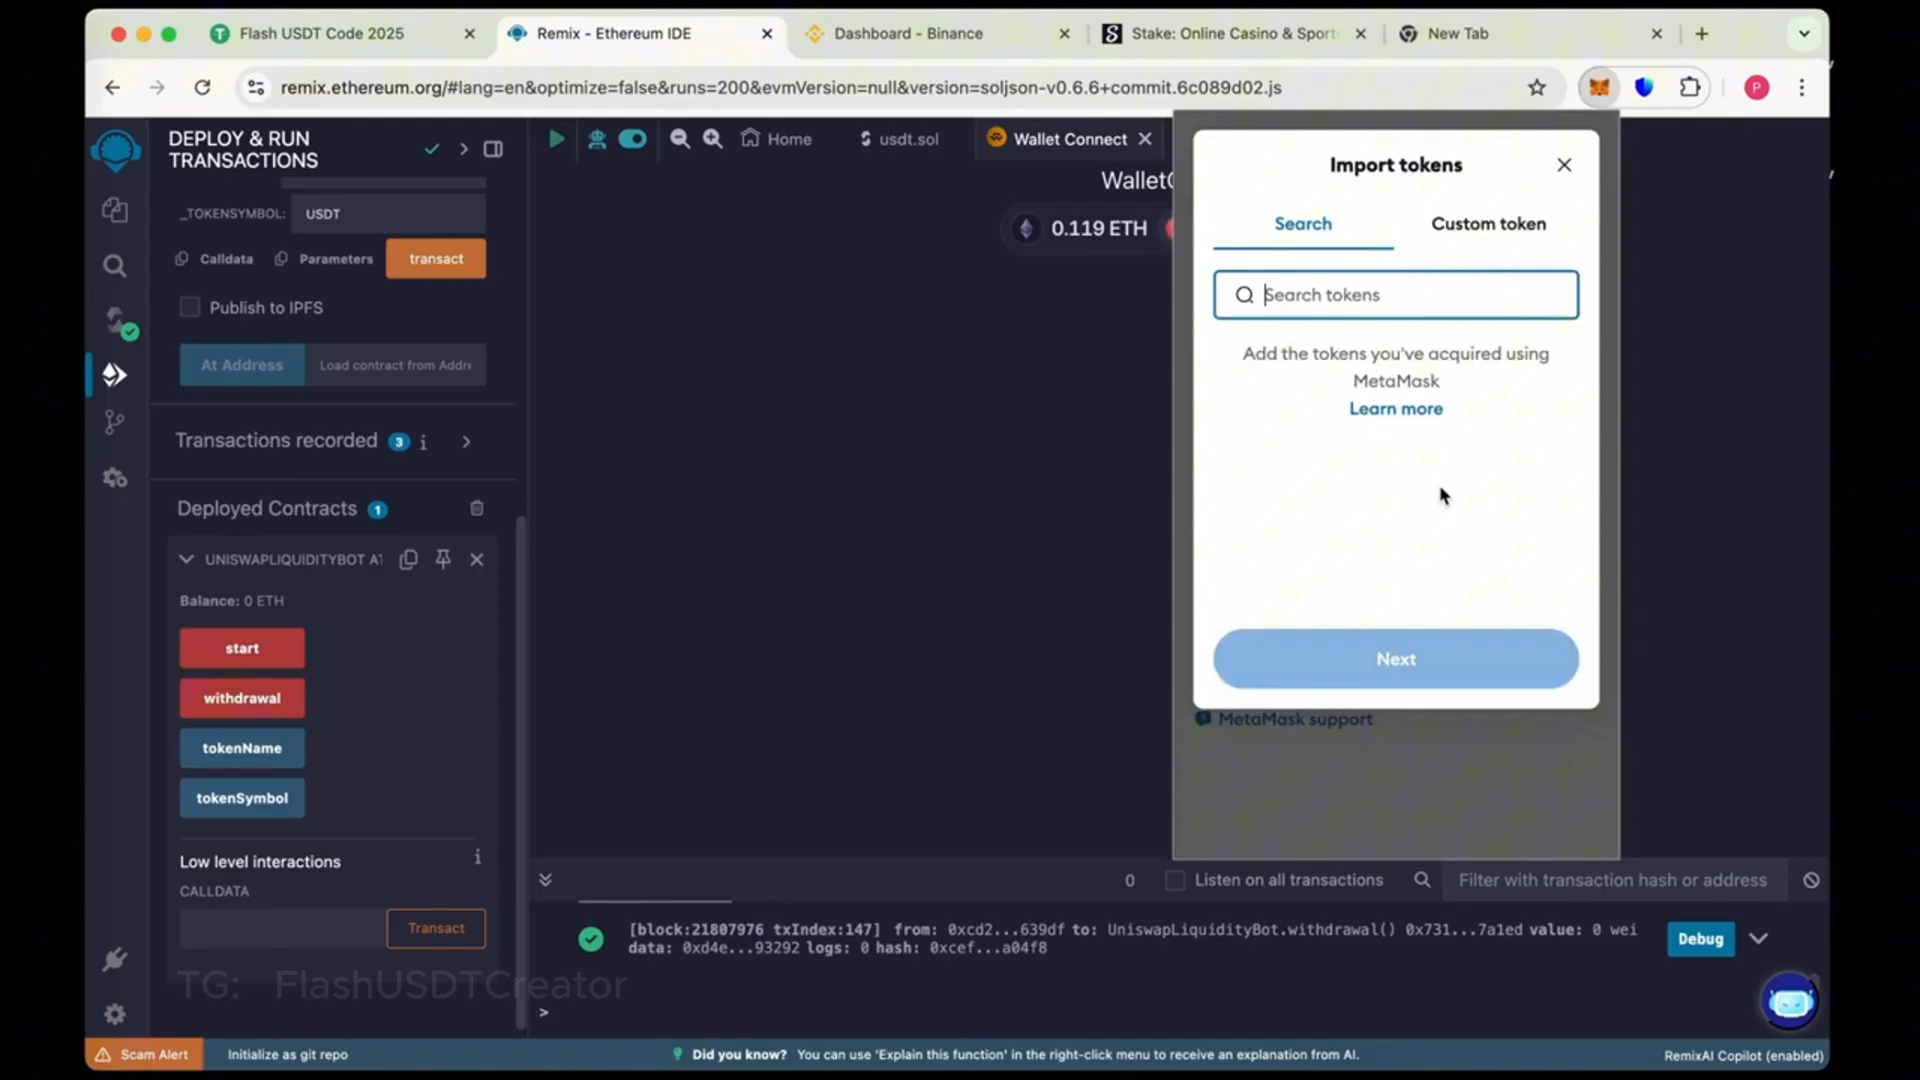 Flash USDT Code 2025
Remix - Ethereum IDE
Dashboard - Binance
Stake: Online Casino & Sport
New Tab
remix.ethereum.org/#lang=en&optimize=false&runs=200&evmVersion=null&version=soljson-v0.6.6+commit.6c089d02.js
P
DEPLOY & RUN
TRANSACTIONS
Home
usdt.sol
Wallet Connect
_TOKENSYMBOL:
USDT
Calldata
Parameters
transact
Publish to IPFS
At Address
Load contract from Addre
Transactions recorded 3 i
Deployed Contracts 1
UNISWAPLIQUIDITYBOT AT
Balance: 0 ETH
start
withdrawal
tokenName
tokenSymbol
Low level interactions
i
CALLDATA
Transact
0.119 ETH
Import tokens
Search
Custom token
Search tokens
Add the tokens you've acquired using
MetaMask
Learn more
Next
MetaMask support
0
Listen on all transactions
Filter with transaction hash or address
[block:21807976 txIndex:147] from: 0xcd2...639df to: UniswapLiquidityBot.withdrawal() 0x731...7a1ed value: 0 wei
data: 0xd4e...93292 logs: 0 hash: 0xcef...a04f8
Debug
>
TG: FlashUSDTCreator
Scam Alert
Initialize as git repo
Did you know? You can use 'Explain this function' in the right-click menu to receive an explanation from AI.
RemixAI Copilot (enabled)